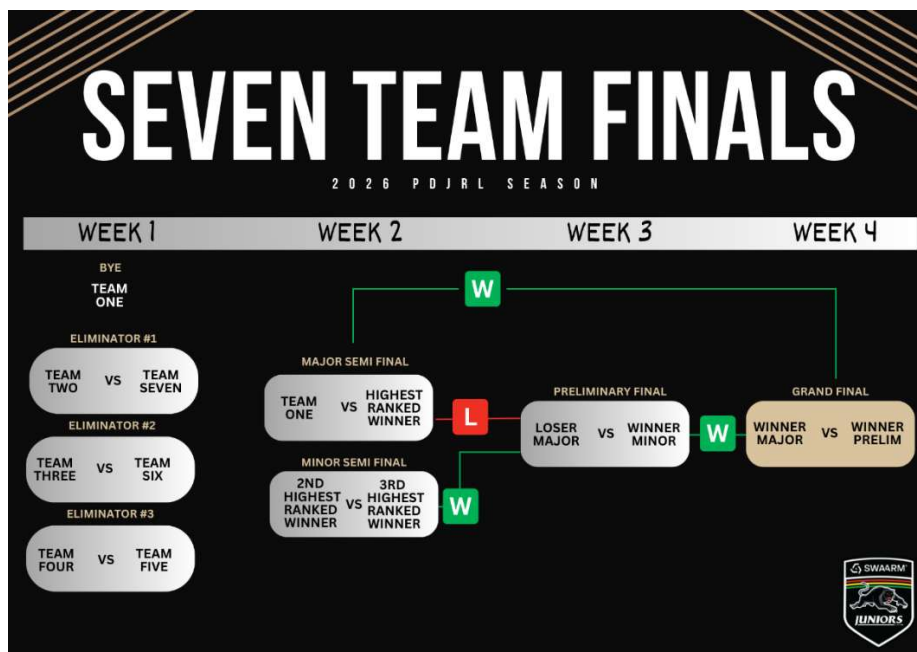 SEVEN TEAM FINALS
2026 PDJRL SEASON
WEEK 1
WEEK 2
WEEK 3
WEEK 4
BYE
TEAM
ONE
ELIMINATOR #1
TEAM
TWO
VS
TEAM
SEVEN
ELIMINATOR #2
TEAM
THREE
VS
TEAM
SIX
ELIMINATOR #3
TEAM
FOUR
VS
TEAM
FIVE
W
MAJOR SEMI FINAL
TEAM
ONE
VS
HIGHEST
RANKED
WINNER
L
MINOR SEMI FINAL
2ND
HIGHEST
RANKED
WINNER
VS
3RD
HIGHEST
RANKED
WINNER
W
PRELIMINARY FINAL
LOSER
MAJOR
VS
WINNER
MINOR
W
GRAND FINAL
WINNER
MAJOR
VS
WINNER
PRELIM
SWAARM
JUNIORS